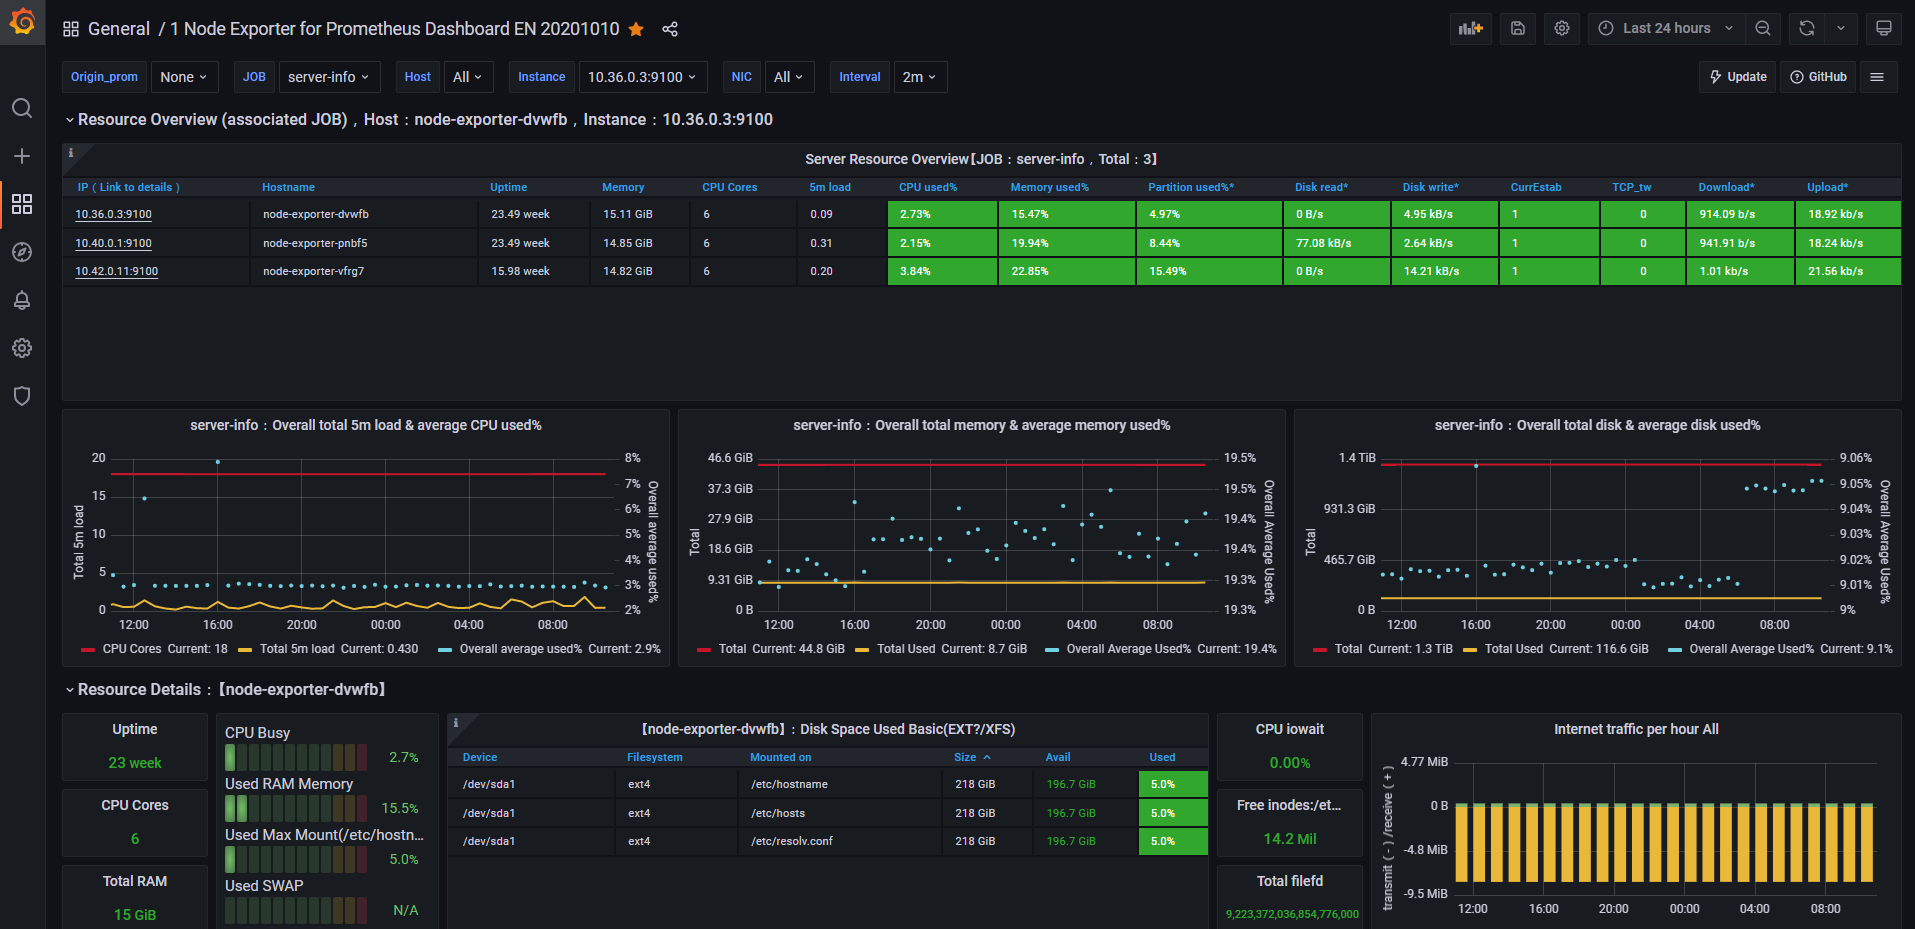 General / 1 Node Exporter for Prometheus Dashboard EN 20201010
Last 24 hours
Origin_prom None JOB server-info Host All Instance 10.36.0.3:9100 NIC All Interval 2m Update GitHub
Resource Overview (associated JOB) , Host : node-exporter-dvwfb , Instance : 10.36.0.3:9100
Server Resource Overview【JOB : server-info , Total : 3】
IP ( Link to details ) Hostname Uptime Memory CPU Cores 5m load CPU used% Memory used% Partition used%* Disk read* Disk write* CurrEstab TCP_tw Download* Upload*
10.36.0.3:9100 node-exporter-dvwfb 23.49 week 15.11 GiB 6 0.09 2.73% 15.47% 4.97% 0 B/s 4.95 kB/s 1 0 914.09 b/s 18.92 kb/s
10.40.0.1:9100 node-exporter-pnbf5 23.49 week 14.85 GiB 6 0.31 2.15% 19.94% 8.44% 77.08 kB/s 2.64 kB/s 1 0 941.91 b/s 18.24 kb/s
10.42.0.11:9100 node-exporter-vfrg7 15.98 week 14.82 GiB 6 0.20 3.84% 22.85% 15.49% 0 B/s 14.21 kB/s 1 0 1.01 kb/s 21.56 kb/s
server-info : Overall total 5m load & average CPU used%
Total 5m load
20
15
10
5
0
8%
7%
6%
5%
4%
3%
2%
Overall average used%
12:00 16:00 20:00 00:00 04:00 08:00
CPU Cores Current: 18 Total 5m load Current: 0.430 Overall average used% Current: 2.9%
server-info : Overall total memory & average memory used%
Total
46.6 GiB
37.3 GiB
27.9 GiB
18.6 GiB
9.31 GiB
0 B
19.5%
19.5%
19.4%
19.4%
19.3%
19.3%
Overall Average Used%
12:00 16:00 20:00 00:00 04:00 08:00
Total Current: 44.8 GiB Total Used Current: 8.7 GiB Overall Average Used% Current: 19.4%
server-info : Overall total disk & average disk used%
Total
1.4 TiB
931.3 GiB
465.7 GiB
0 B
9.06%
9.05%
9.04%
9.03%
9.02%
9.01%
9%
Overall Average Used%
12:00 16:00 20:00 00:00 04:00 08:00
Total Current: 1.3 TiB Total Used Current: 116.6 GiB Overall Average Used% Current: 9.1%
Resource Details :【node-exporter-dvwfb】
Uptime
23 week
CPU Cores
6
Total RAM
15 GiB
CPU Busy
2.7%
Used RAM Memory
15.5%
Used Max Mount(/etc/hostn...
5.0%
Used SWAP
N/A
【node-exporter-dvwfb】: Disk Space Used Basic(EXT?/XFS)
Device Filesystem Mounted on Size Avail Used
/dev/sda1 ext4 /etc/hostname 218 GiB 196.7 GiB 5.0%
/dev/sda1 ext4 /etc/hosts 218 GiB 196.7 GiB 5.0%
/dev/sda1 ext4 /etc/resolv.conf 218 GiB 196.7 GiB 5.0%
CPU iowait
0.00%
Free inodes:/et...
14.2 Mil
Total filefd
9,223,372,036,854,776,000
Internet traffic per hour All
transmit ( - ) /receive ( + )
4.77 MiB
0 B
-4.8 MiB
-9.5 MiB
12:00 16:00 20:00 00:00 04:00 08:00